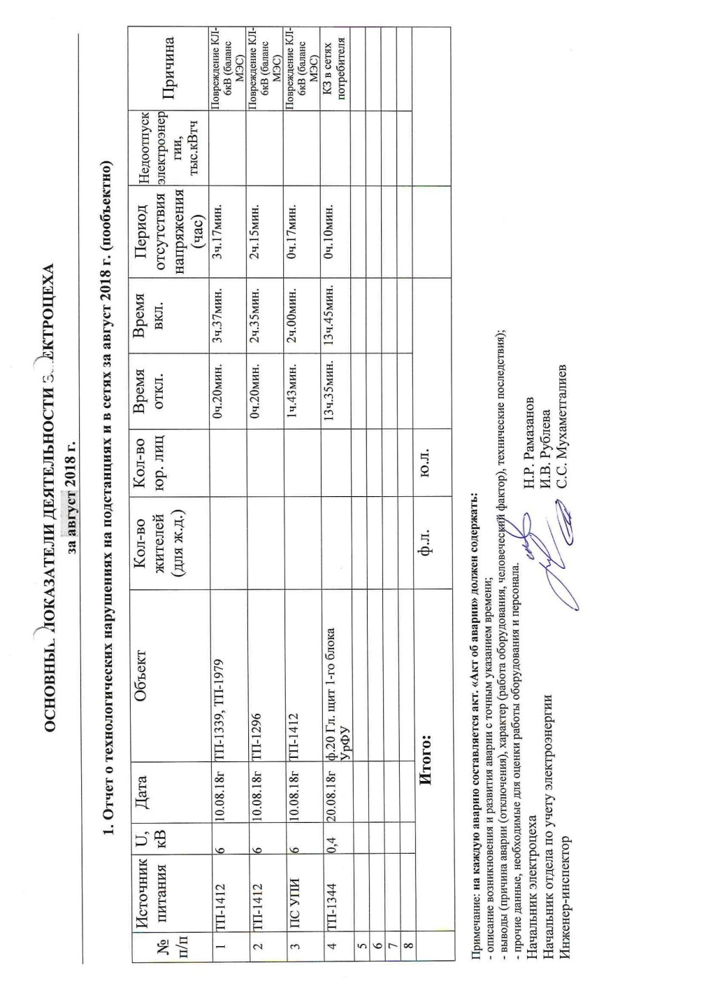 ОСНОВНЫЕ ПОКАЗАТЕЛИ ДЕЯТЕЛЬНОСТИ ЭЛЕКТРОЦЕХА
за август 2018 г.
1. Отчет о технологических нарушениях на подстанциях и в сетях за август 2018 г. (пообъектно)
№ п/п Источник питания U, кВ Дата Объект Кол-во жителей (для ж.д.) Кол-во юр. лиц Время откл. Время вкл. Период отсутствия напряжения (час) Недоотпуск электроэнергии, тыс.кВтч Причина
1 ТП-1412 6 10.08.18г ТП-1339, ТП-1979 0ч.20мин. 3ч.37мин. 3ч.17мин. Повреждение КЛ-6кВ (баланс МЭС)
2 ТП-1412 6 10.08.18г ТП-1296 0ч.20мин. 2ч.35мин. 2ч.15мин. Повреждение КЛ-6кВ (баланс МЭС)
3 ПС УПИ 6 10.08.18г ТП-1412 1ч.43мин. 2ч.00мин. 0ч.17мин. Повреждение КЛ-6кВ (баланс МЭС)
4 ТП-1344 0,4 20.08.18г ф.20 Гл. щит 1-го блока УрФУ 13ч.35мин. 13ч.45мин. 0ч.10мин. КЗ в сетях потребителя
5
6
7
8
Итого: ф.л. ю.л.
Примечание: на каждую аварию составляется акт. «Акт об аварии» должен содержать:
- описание возникновения и развития аварии с точным указанием времени;
- выводы (причина аварии (отключения), характер (работа оборудования, человеческий фактор), технические последствия);
- прочие данные, необходимые для оценки работы оборудования и персонала.
Начальник электроцеха Н.Р. Рамазанов
Начальник отдела по учету электроэнергии И.В. Рублева
Инженер-инспектор С.С. Мухаметгалиев